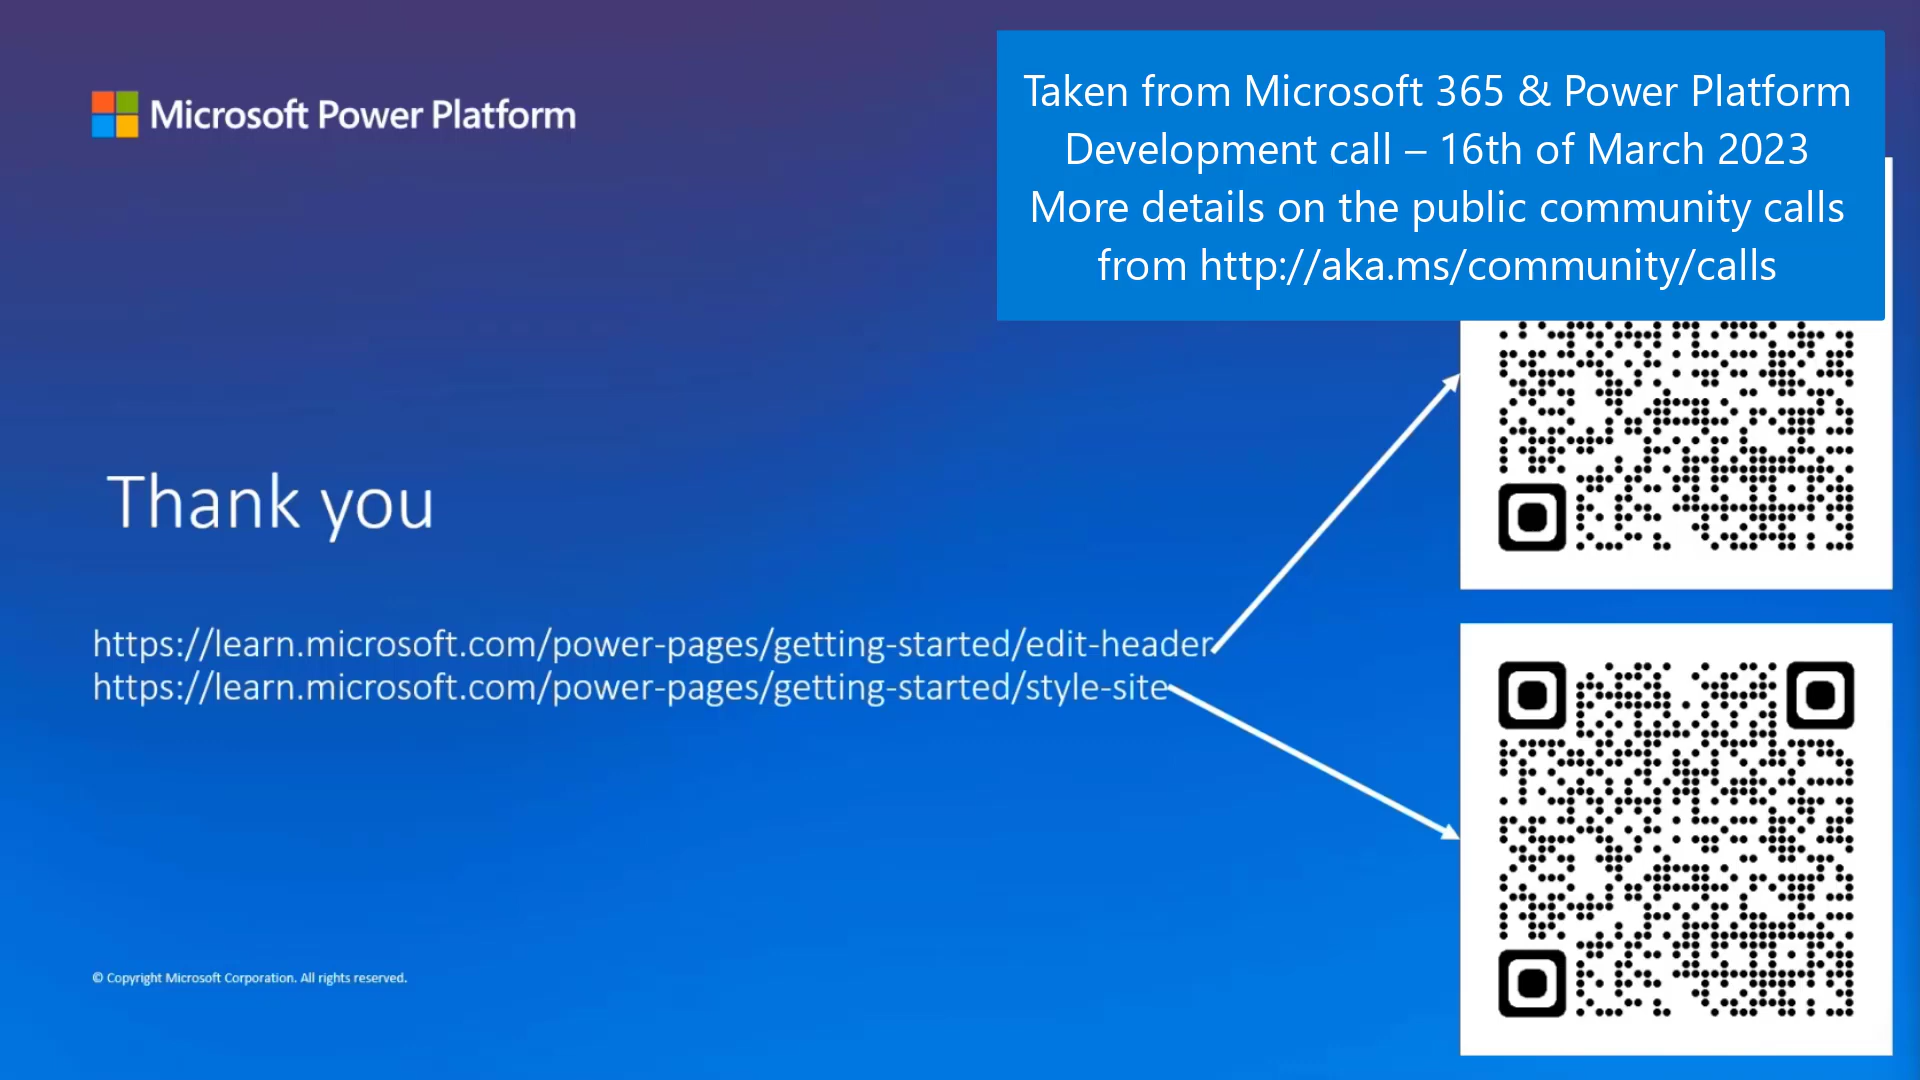 Microsoft Power Platform
Taken from Microsoft 365 & Power Platform
Development call – 16th of March 2023
More details on the public community calls
from http://aka.ms/community/calls
Thank you
https://learn.microsoft.com/power-pages/getting-started/edit-header
https://learn.microsoft.com/power-pages/getting-started/style-site
© Copyright Microsoft Corporation. All rights reserved.